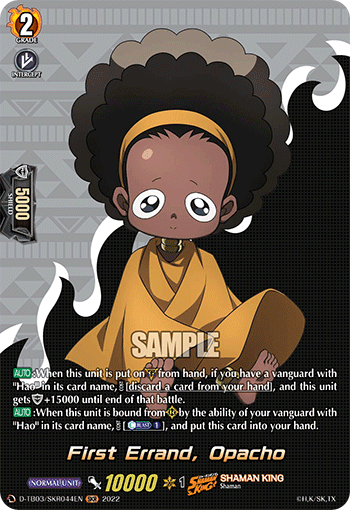 2
GRADE
INTERCEPT
5000
SHIELD
SAMPLE
AUTO:When this unit is put on from hand, if you have a vanguard with
"Hao" in its card name, [discard a card from your hand], and this unit
gets +15000 until end of that battle.
AUTO:When this unit is bound from by the ability of your vanguard with
"Hao" in its card name, [BLAST 1], and put this card into your hand.
First Errand, Opacho
NORMAL UNIT 10000 1 SHAMAN KING SHAMAN KING
Shaman
D-TB03/SKR044EN 2022 ©H.K/SK,TX